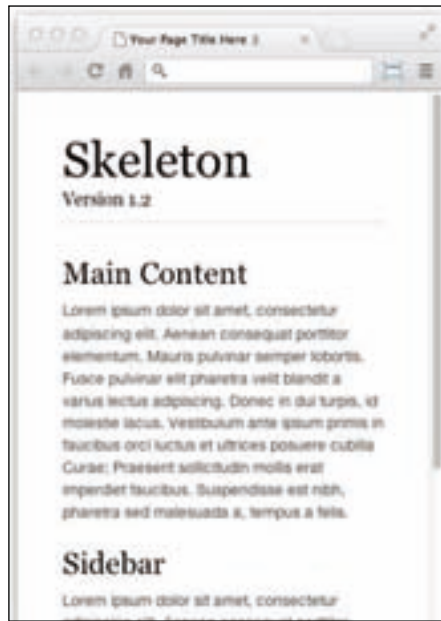 Your Page Title Here :)
Skeleton
Version 1.2
Main Content
Lorem ipsum dolor sit amet, consectetur
adipiscing elit. Aenean consequat porttitor
elementum. Mauris pulvinar semper lobortis.
Fusce pulvinar elit pharetra velit blandit a
varius lectus adipiscing. Donec in dui turpis, id
molestie lacus. Vestibulum ante ipsum primis in
faucibus orci luctus et ultrices posuere cubilia
Curae; Praesent sollicitudin mollis erat
imperdiet faucibus. Suspendisse est nibh,
pharetra sed malesuada a, tempus a felis.
Sidebar
Lorem ipsum dolor sit amet, consectetur